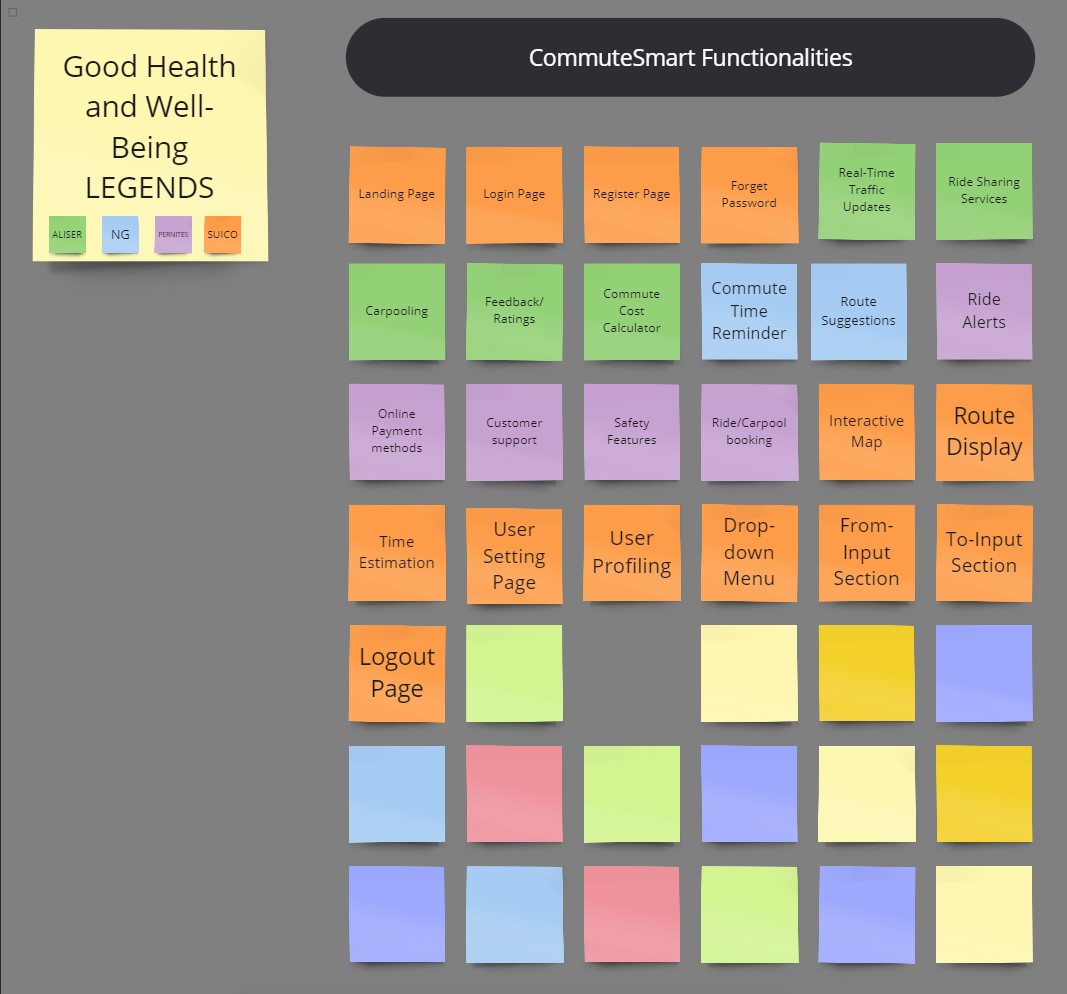 Good Health
and Well-
Being
LEGENDS
ALISER
NG
PERNITES
SUICO
CommuteSmart Functionalities
Landing Page
Login Page
Register Page
Forget
Password
Real-Time
Traffic
Updates
Ride Sharing
Services
Carpooling
Feedback/
Ratings
Commute
Cost
Calculator
Commute
Time
Reminder
Route
Suggestions
Ride
Alerts
Online
Payment
methods
Customer
support
Safety
Features
Ride/Carpool
booking
Interactive
Map
Route
Display
Time
Estimation
User
Setting
Page
User
Profiling
Drop-
down
Menu
From-
Input
Section
To-Input
Section
Logout
Page